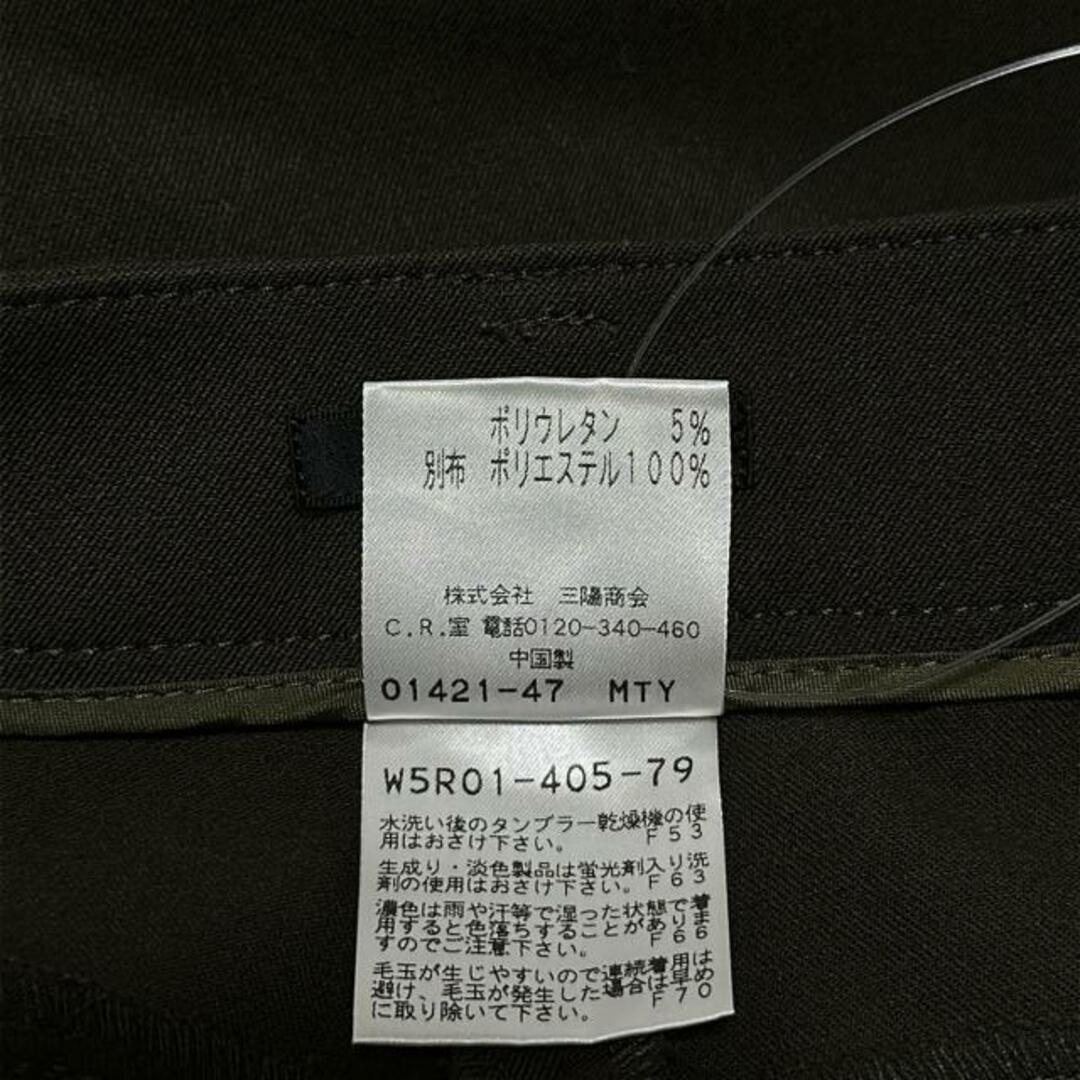 ポリウレタン 5%
別布 ポリエステル100%
株式会社 三陽商会
C.R.室 電話0120-340-460
中国製
01421-47 MTY
W5R01-405-79
水洗い後のタンブラー乾燥機の使
用はおさけ下さい。 F53
生成り・淡色製品は蛍光剤入り洗
剤の使用はおさけ下さい。F63
濃色は雨や汗等で湿った状態で着
用すると色落ちすることがありま
すのでご注意下さい。 F66
毛玉が生じやすいので連続着用は
避け、毛玉が発生した場合は早め
に取り除いて下さい。 F70